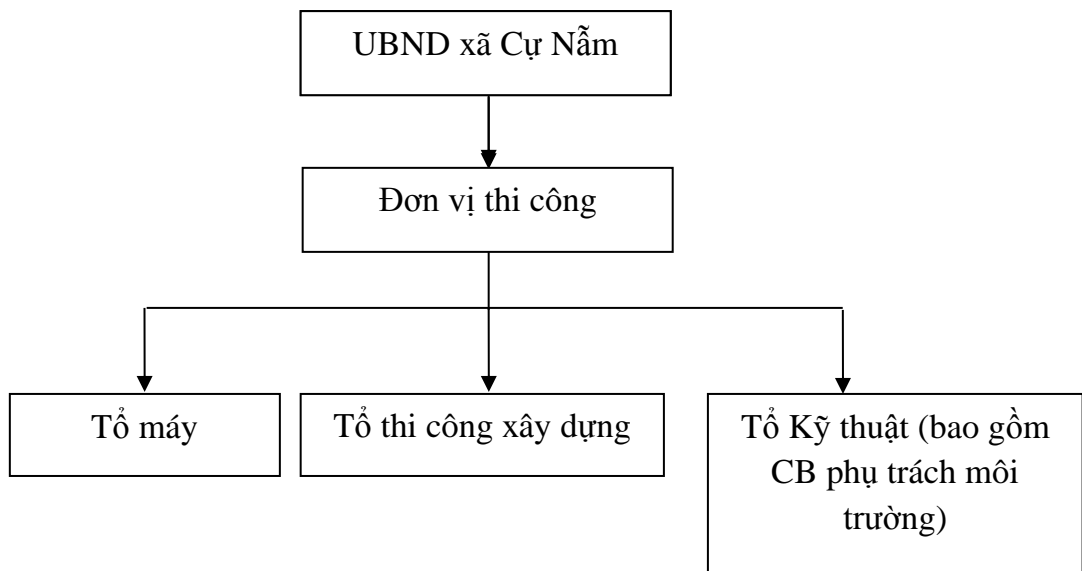 UBND xã Cự Nẫm
Đơn vị thi công
Tổ máy
Tổ thi công xây dựng
Tổ Kỹ thuật (bao gồm
CB phụ trách môi
trường)